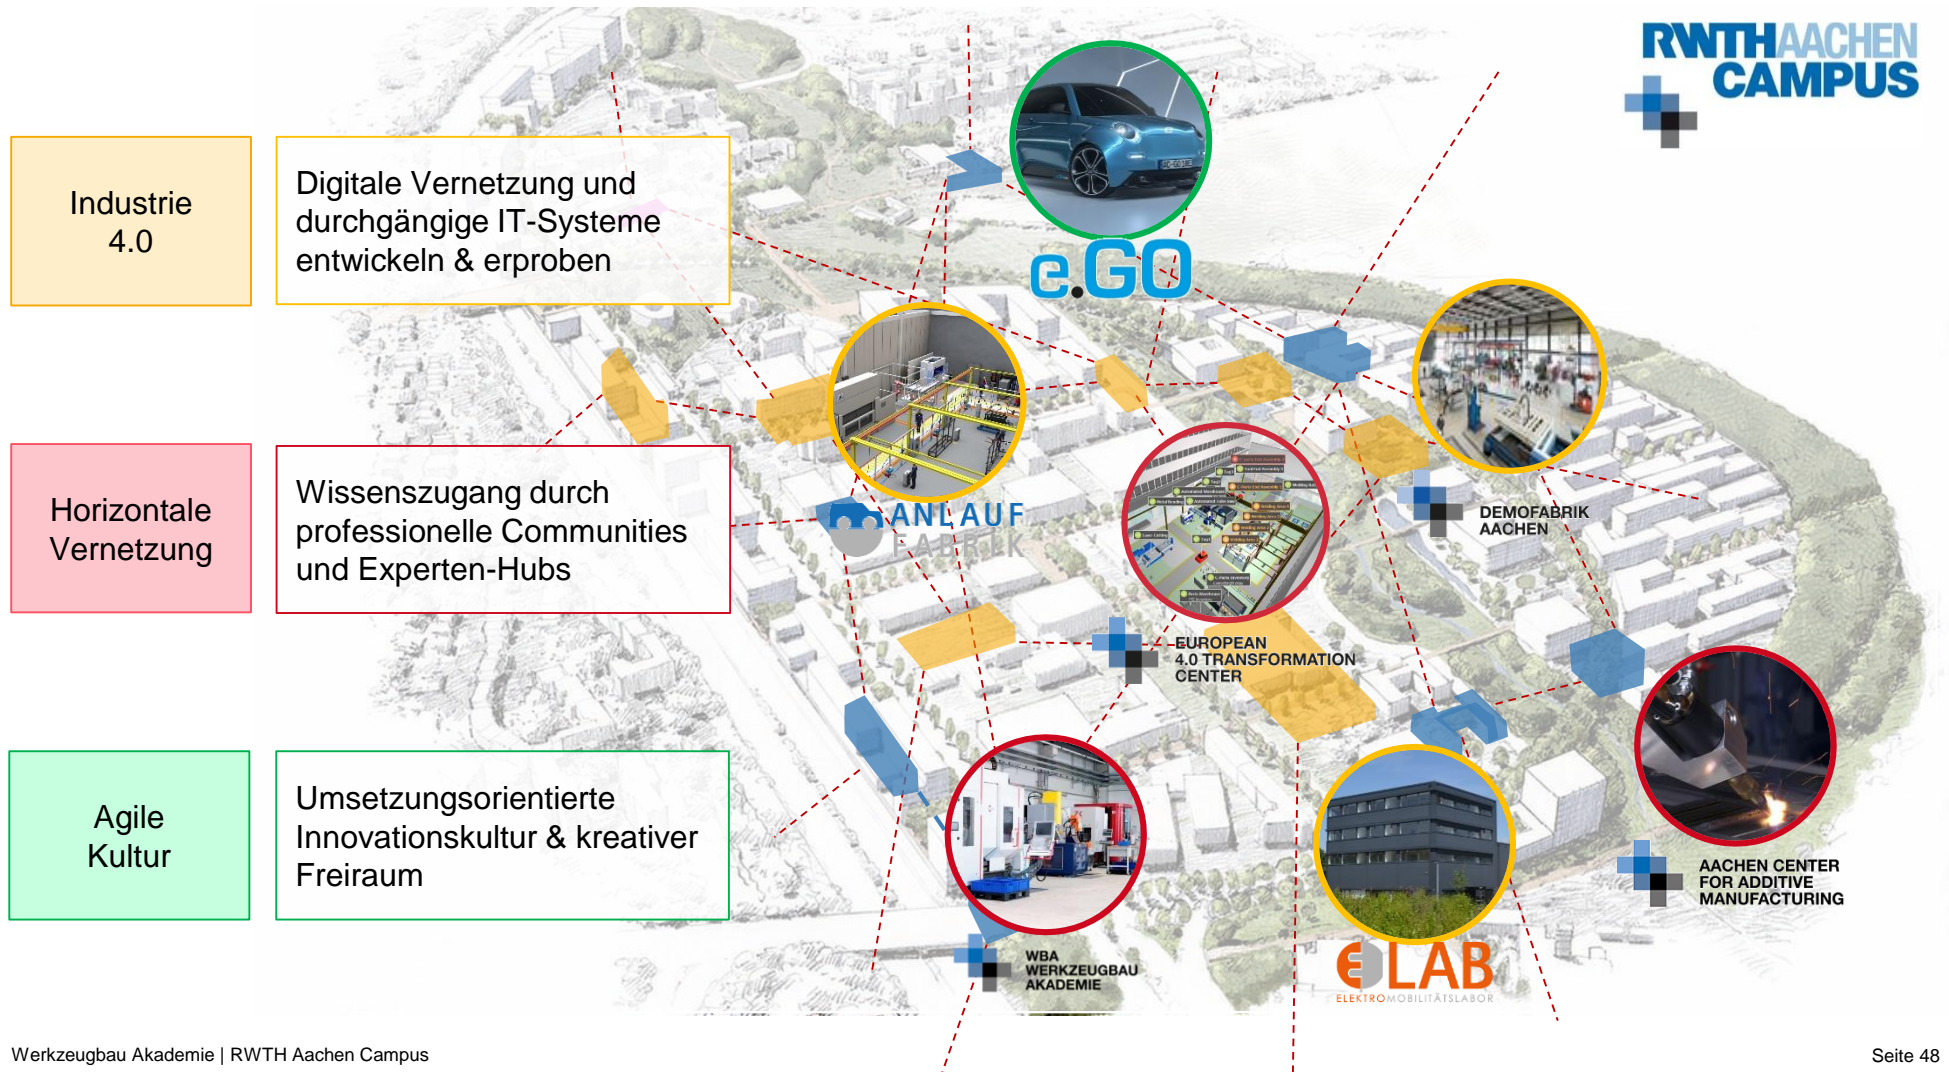 RWTHAACHEN
CAMPUS
Industrie
4.0
Digitale Vernetzung und
durchgängige IT-Systeme
entwickeln & erproben
e.GO
Horizontale
Vernetzung
Wissenszugang durch
professionelle Communities
und Experten-Hubs
ANLAUF
FABRIK
DEMOFABRIK
AACHEN
EUROPEAN
4.0 TRANSFORMATION
CENTER
Agile
Kultur
Umsetzungsorientierte
Innovationskultur & kreativer
Freiraum
AACHEN CENTER
FOR ADDITIVE
MANUFACTURING
WBA
WERKZEUGBAU
AKADEMIE
LAB
ELEKTROMOBILITÄTSLABOR
Werkzeugbau Akademie | RWTH Aachen Campus
Seite 48